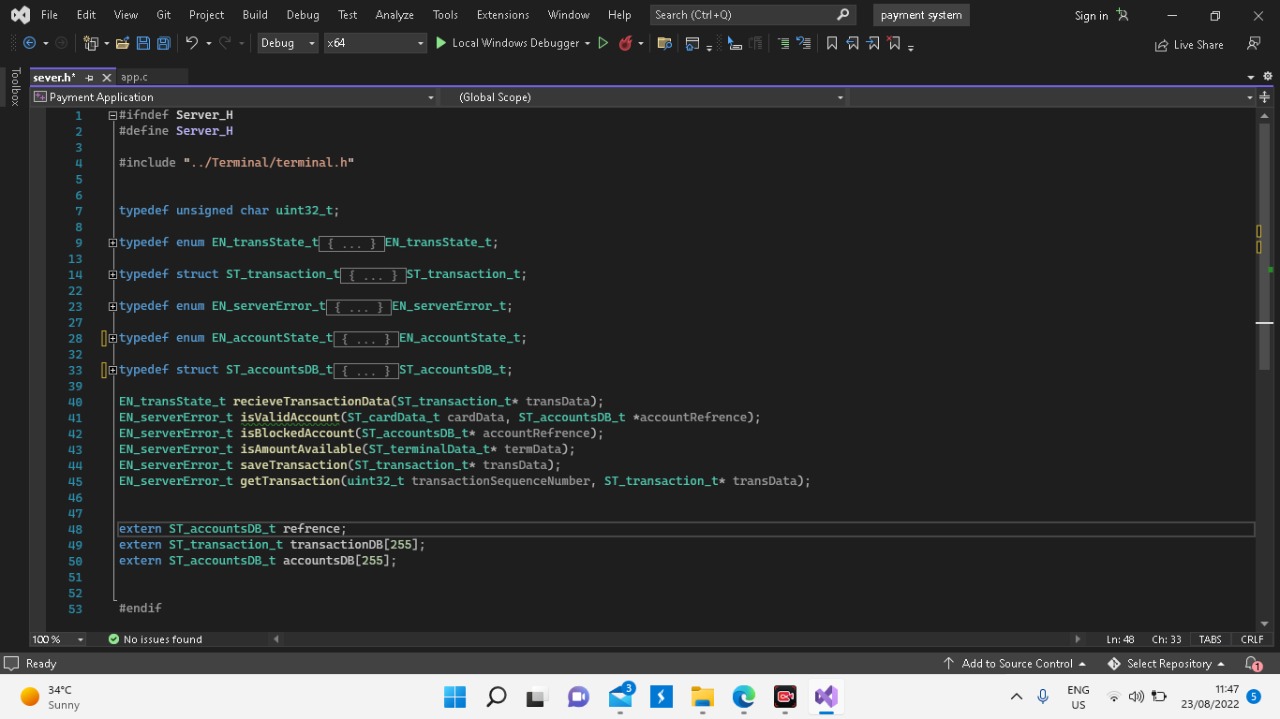 File Edit View Git Project Build Debug Test Analyze Tools Extensions Window Help Search (Ctrl+Q) payment system Sign in
Debug x64 Local Windows Debugger Live Share
Toolbox
sever.h* app.c
Payment Application (Global Scope)
1 #ifndef Server_H
2 #define Server_H
3
4 #include "../Terminal/terminal.h"
5
6
7 typedef unsigned char uint32_t;
8
9 typedef enum EN_transState_t{ ... }EN_transState_t;
13
14 typedef struct ST_transaction_t{ ... }ST_transaction_t;
22
23 typedef enum EN_serverError_t{ ... }EN_serverError_t;
27
28 typedef enum EN_accountState_t{ ... }EN_accountState_t;
32
33 typedef struct ST_accountsDB_t{ ... }ST_accountsDB_t;
39
40 EN_transState_t recieveTransactionData(ST_transaction_t* transData);
41 EN_serverError_t isValidAccount(ST_cardData_t cardData, ST_accountsDB_t *accountRefrence);
42 EN_serverError_t isBlockedAccount(ST_accountsDB_t* accountRefrence);
43 EN_serverError_t isAmountAvailable(ST_terminalData_t* termData);
44 EN_serverError_t saveTransaction(ST_transaction_t* transData);
45 EN_serverError_t getTransaction(uint32_t transactionSequenceNumber, ST_transaction_t* transData);
46
47
48 extern ST_accountsDB_t refrence;
49 extern ST_transaction_t transactionDB[255];
50 extern ST_accountsDB_t accountsDB[255];
51
52
53 #endif
100 % No issues found Ln: 48 Ch: 33 TABS CRLF
Ready Add to Source Control Select Repository 1
34°C
Sunny
3
ENG
US
11:47
23/08/2022
5